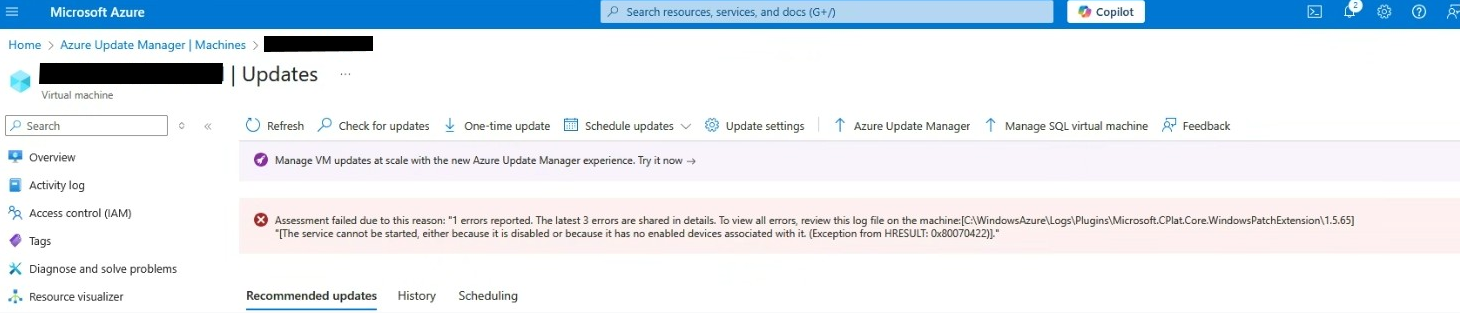 Microsoft Azure
Search resources, services, and docs (G+/)
Copilot
2
Home > Azure Update Manager | Machines >
| Updates ...
Virtual machine
Search
Refresh Check for updates One-time update Schedule updates Update settings Azure Update Manager Manage SQL virtual machine Feedback
Overview
Activity log
Access control (IAM)
Tags
Diagnose and solve problems
Resource visualizer
Manage VM updates at scale with the new Azure Update Manager experience. Try it now →
Assessment failed due to this reason: "1 errors reported. The latest 3 errors are shared in details. To view all errors, review this log file on the machine:[C:\WindowsAzure\Logs\Plugins\Microsoft.CPlat.Core.WindowsPatchExtension\1.5.65]
"[The service cannot be started, either because it is disabled or because it has no enabled devices associated with it. (Exception from HRESULT: 0x80070422)]."
Recommended updates History Scheduling